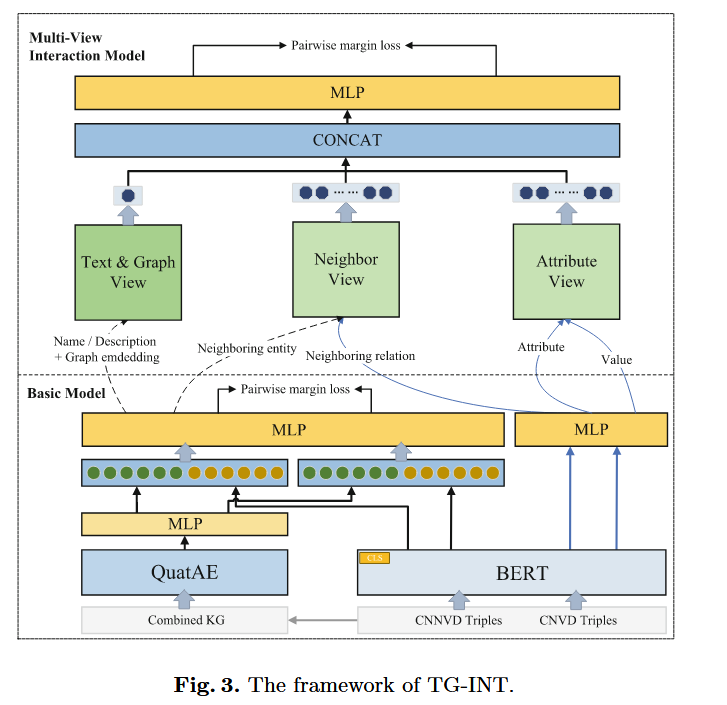 Multi-View
Interaction Model
Pairwise margin loss
MLP
CONCAT
Text & Graph
View
Neighbor
View
Attribute
View
Name / Description
+ Graph emdedding
Neighboring entity
Neighboring relation
Attribute
Value
Basic Model
Pairwise margin loss
MLP
MLP
MLP
QuatAE
CLS
BERT
Combined KG
CNNVD Triples
CNVD Triples
Fig. 3. The framework of TG-INT.